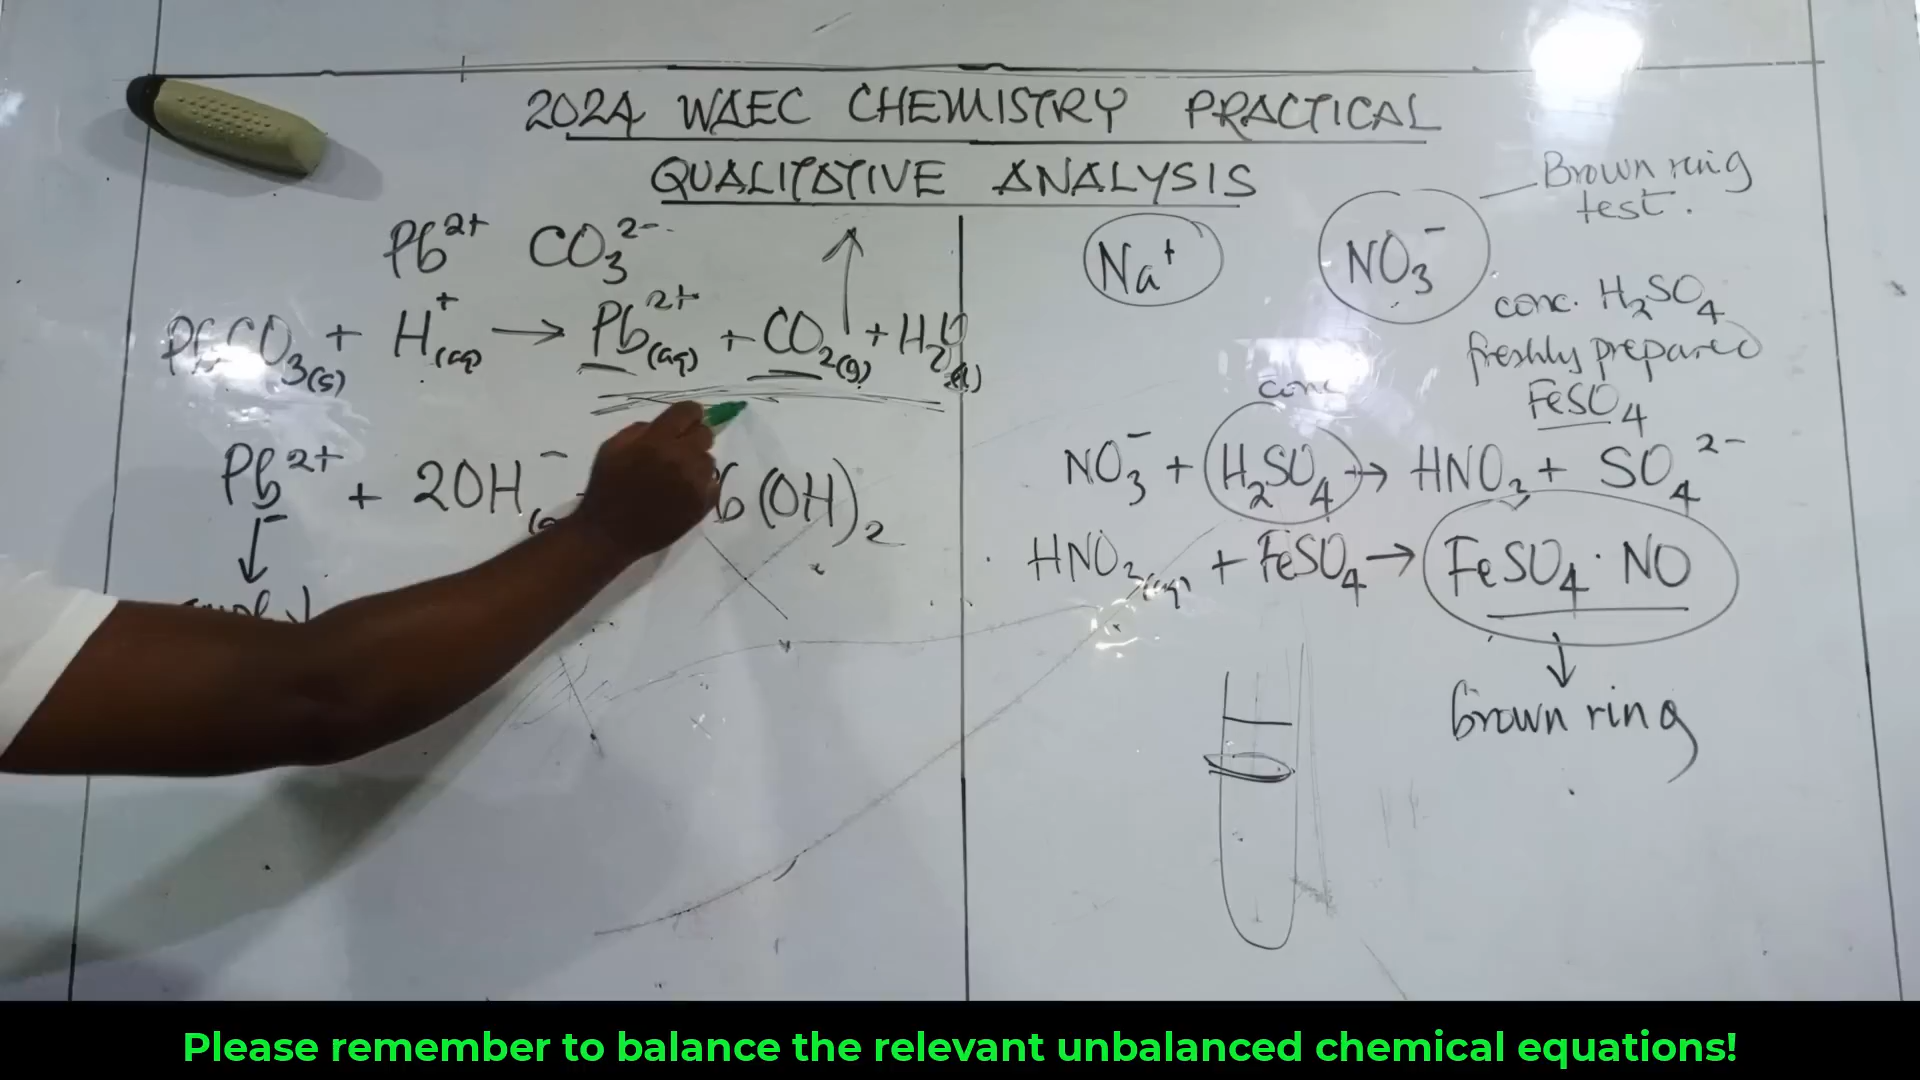 2024 WAEC CHEMISTRY PRACTICAL
QUALITATIVE ANALYSIS
Pb²⁺ CO₃²⁻
PbCO₃(s) + H⁺(aq) → Pb²⁺(aq) + CO₂(g) ↑ + H₂O(l)
Pb²⁺ + 2OH⁻ (OH)₂
Brown ring
test.
Na⁺ NO₃⁻
conc. H₂SO₄
freshly prepared
FeSO₄
conc
NO₃⁻ + H₂SO₄ → HNO₃ + SO₄²⁻
HNO₃(aq) + FeSO₄ → FeSO₄·NO
↓
brown ring
Please remember to balance the relevant unbalanced chemical equations!